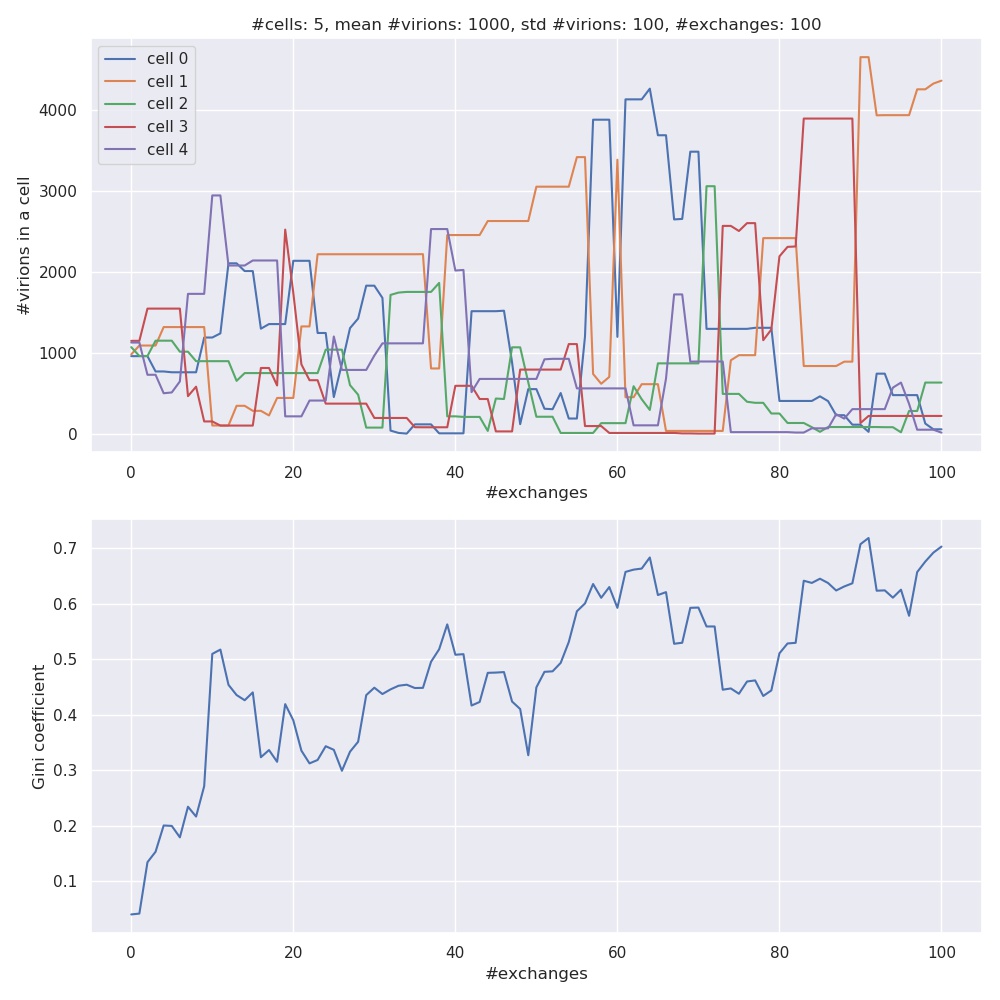 #cells: 5, mean #virions: 1000, std #virions: 100, #exchanges: 100
cell 0
cell 1
cell 2
cell 3
cell 4
#virions in a cell
4000
3000
2000
1000
0
0 20 40 60 80 100
#exchanges
Gini coefficient
0.7
0.6
0.5
0.4
0.3
0.2
0.1
0 20 40 60 80 100
#exchanges